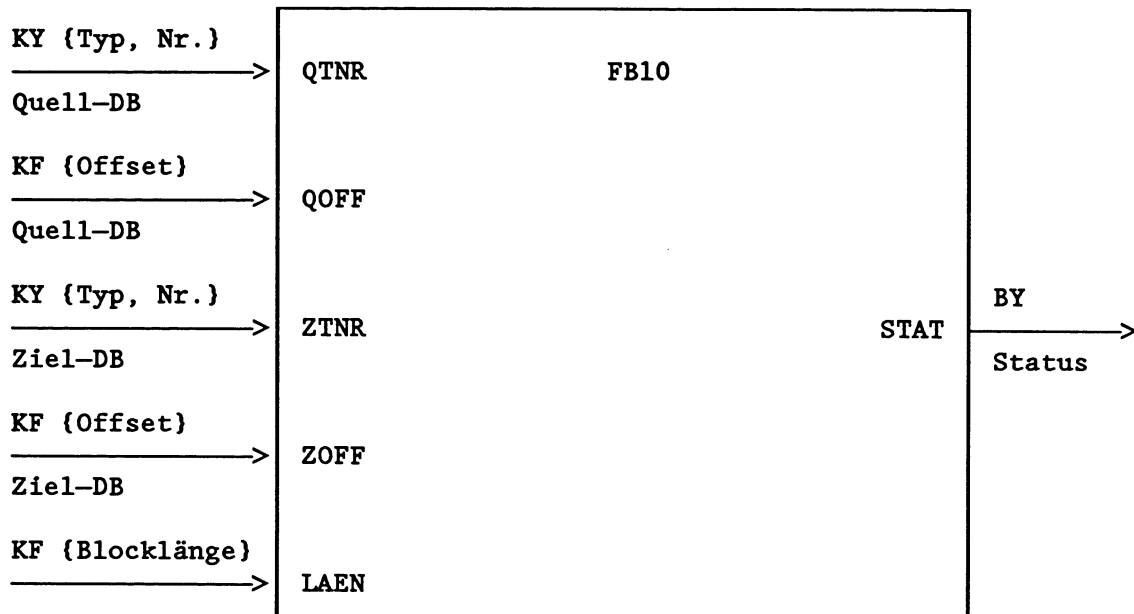 KY {Typ, Nr.}
QTNR FB10
Quell–DB
KF {Offset}
QOFF
Quell–DB
KY {Typ, Nr.} BY
ZTNR STAT
Ziel–DB Status
KF {Offset}
ZOFF
Ziel–DB
KF {Blocklänge}
LAEN